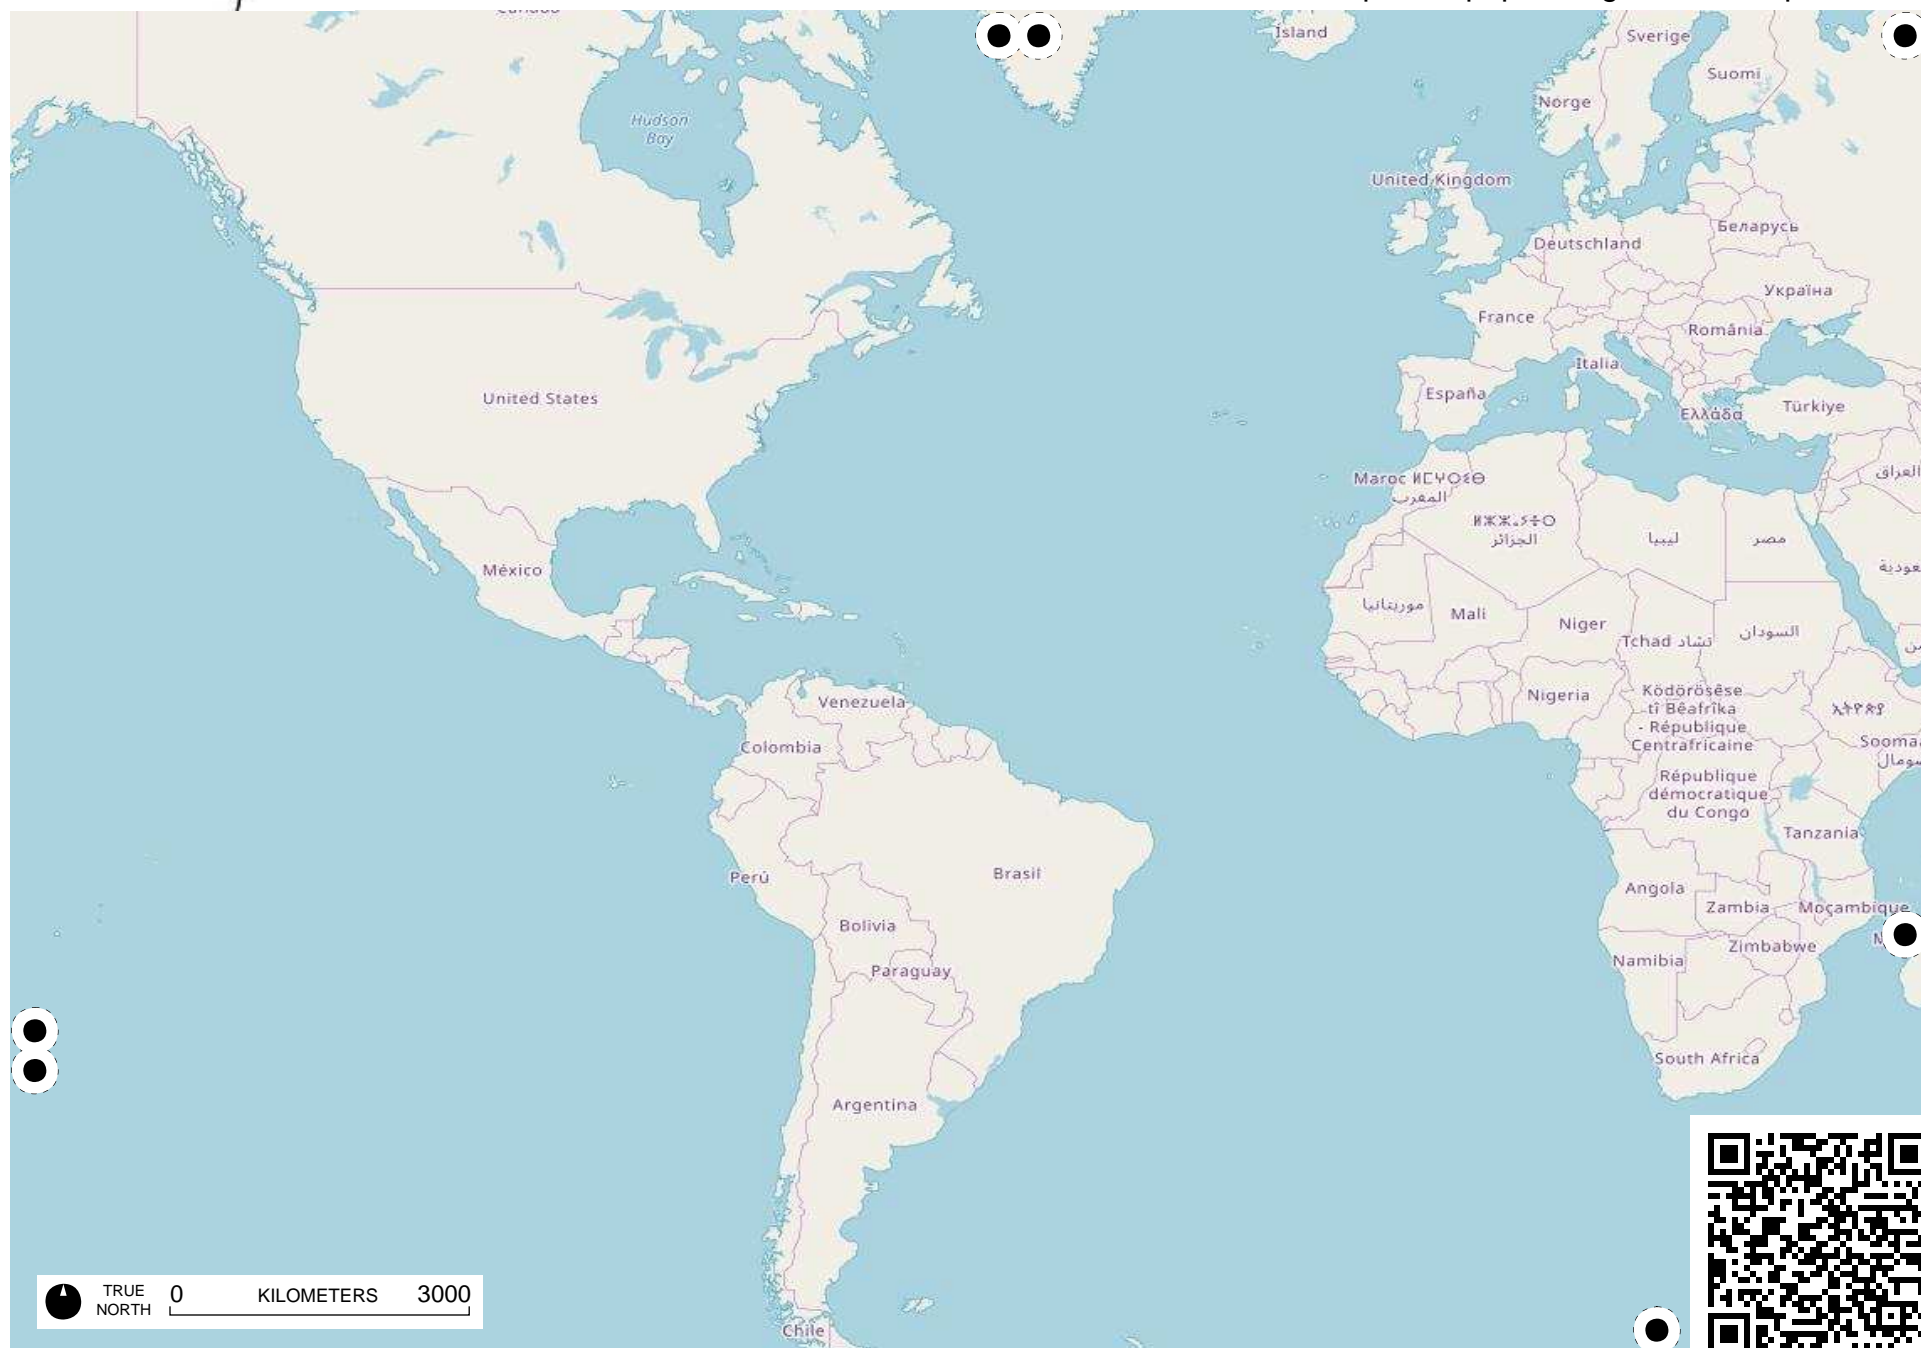 Ísland
Sverige
Suomi
Norge
Hudson
Bay
United Kingdom
Беларусь
Deutschland
Україна
France
România
Italia
España
Türkiye
Ελλάδα
United States
العراق
Maroc ⵍⵎⵖⵔⵉⴱ
المغرب
ⵍⵣⵣⴰⵢⵜⵔ
الجزائر
ليبيا
مصر
México
موريتانيا
Mali
Niger
Tchad تشاد
السودان
Venezuela
Nigeria
Ködörösêse
tî Bêafrîka
- République
Centrafricaine
ኢትዮጵያ
Colombia
République
démocratique
du Congo
Tanzania
Perú
Brasil
Angola
Zambia
Moçambique
Bolivia
Zimbabwe
Namibia
Paraguay
South Africa
Argentina
TRUE
NORTH
0 KILOMETERS 3000
Chile